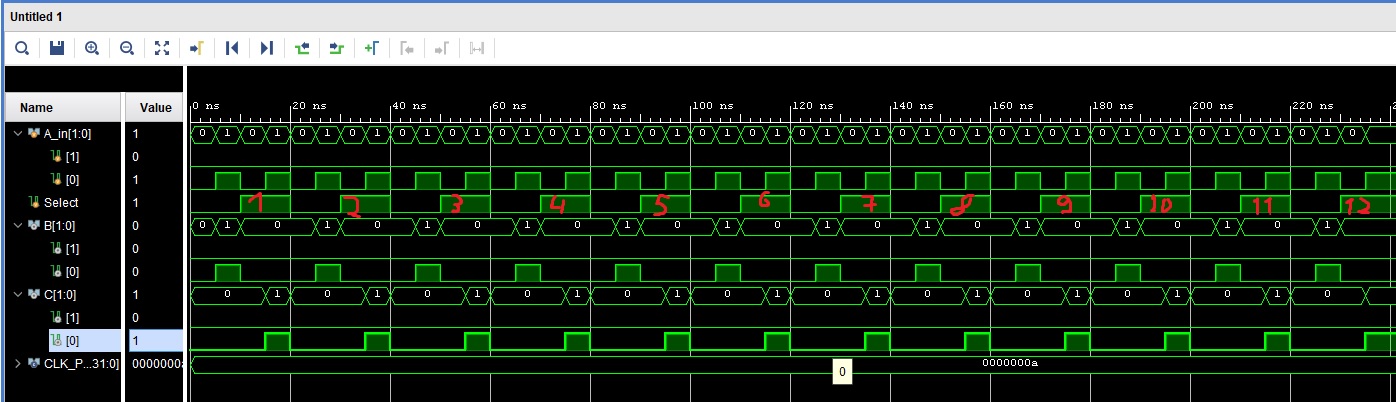 Untitled 1
Name Value
0 ns 20 ns 40 ns 60 ns 80 ns 100 ns 120 ns 140 ns 160 ns 180 ns 200 ns 220 ns
A_in[1:0] 1 0 1 0 1 0 1 0 1 0 1 0 1 0 1 0 1 0 1 0 1 0 1 0 1 0 1 0 1 0 1 0 1 0 1 0 1 0 1 0 1 0 1 0 1 0 1 0
[1] 0
[0] 1
Select 1 1 2 3 4 5 6 7 8 9 10 11 12
B[1:0] 0 0 1 0 1 0 1 0 1 0 1 0 1 0 1 0 1 0 1 0 1 0 1 0 1
[1] 0
[0] 0
C[1:0] 1 0 1 0 1 0 1 0 1 0 1 0 1 0 1 0 1 0 1 0 1 0 1 0
[1] 0
[0] 1
CLK_P...31:0] 0000000 0000000a
0